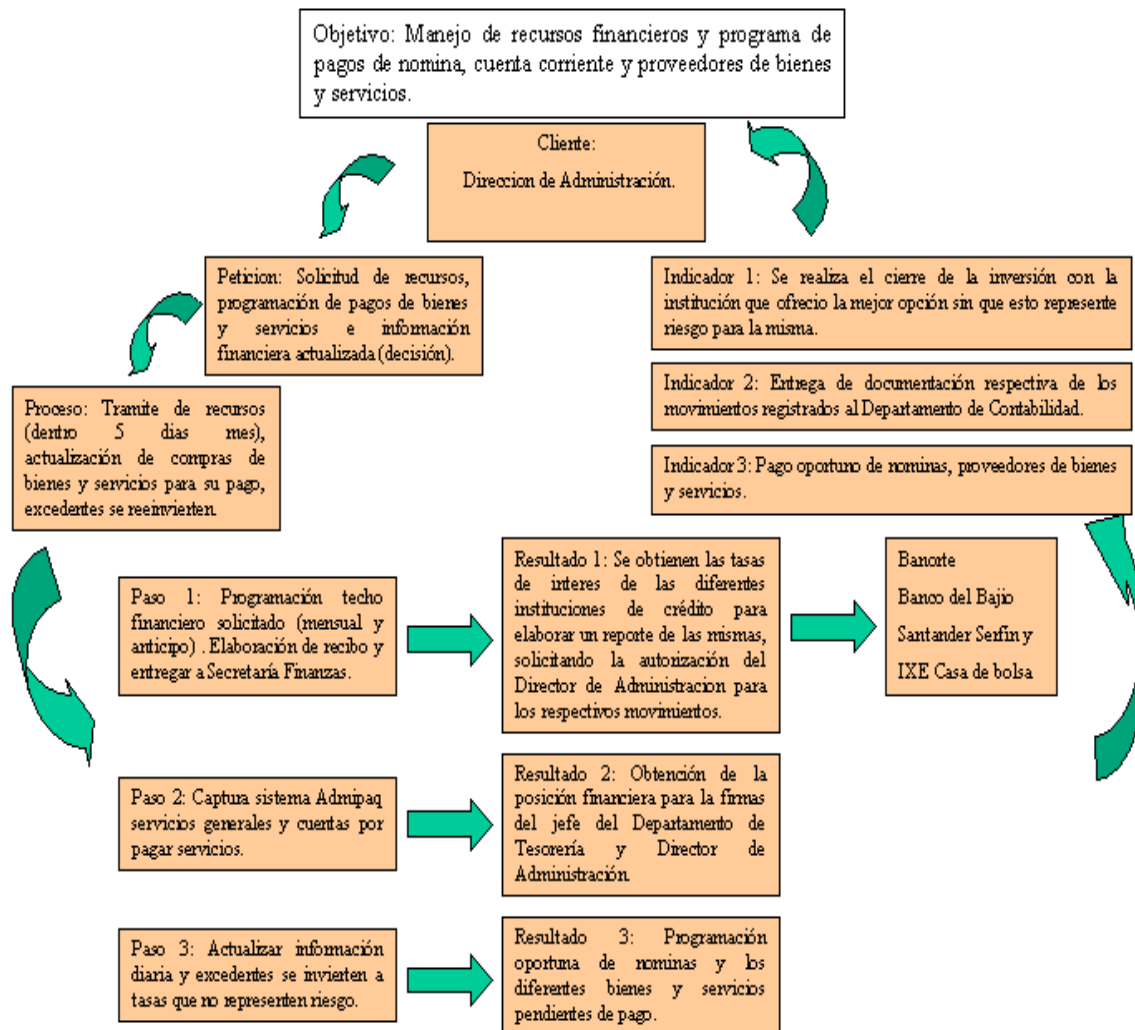 Objetivo: Manejo de recursos financieros y programa de
pagos de nomina, cuenta corriente y proveedores de bienes
y servicios.
Cliente:
Direccion de Administración.
Peticion: Solicitud de recursos,
programación de pagos de bienes
y servicios e información
financiera actualizada (decisión).
Proceso: Tramite de recursos
(dentro 5 dias mes),
actualización de compras de
bienes y servicios para su pago,
excedentes se reeinvierten.
Indicador 1: Se realiza el cierre de la inversión con la
institución que ofrecio la mejor opción sin que esto represente
riesgo para la misma.
Indicador 2: Entrega de documentación respectiva de los
movimientos registrados al Departamento de Contabilidad.
Indicador 3: Pago oportuno de nominas, proveedores de bienes
y servicios.
Paso 1: Programación techo
financiero solicitado (mensual y
anticipo) . Elaboración de recibo y
entregar a Secretaría Finanzas.
Resultado 1: Se obtienen las tasas
de interes de las diferentes
instituciones de crédito para
elaborar un reporte de las mismas,
solicitando la autorización del
Director de Administracion para
los respectivos movimientos.
Banorte
Banco del Bajio
Santander Serfin y
IXE Casa de bolsa
Paso 2: Captura sistema Admipaq
servicios generales y cuentas por
pagar servicios.
Resultado 2: Obtención de la
posición financiera para la firmas
del jefe del Departamento de
Tesorería y Director de
Administración.
Paso 3: Actualizar información
diaria y excedentes se invierten a
tasas que no representen riesgo.
Resultado 3: Programación
oportuna de nominas y los
diferentes bienes y servicios
pendientes de pago.